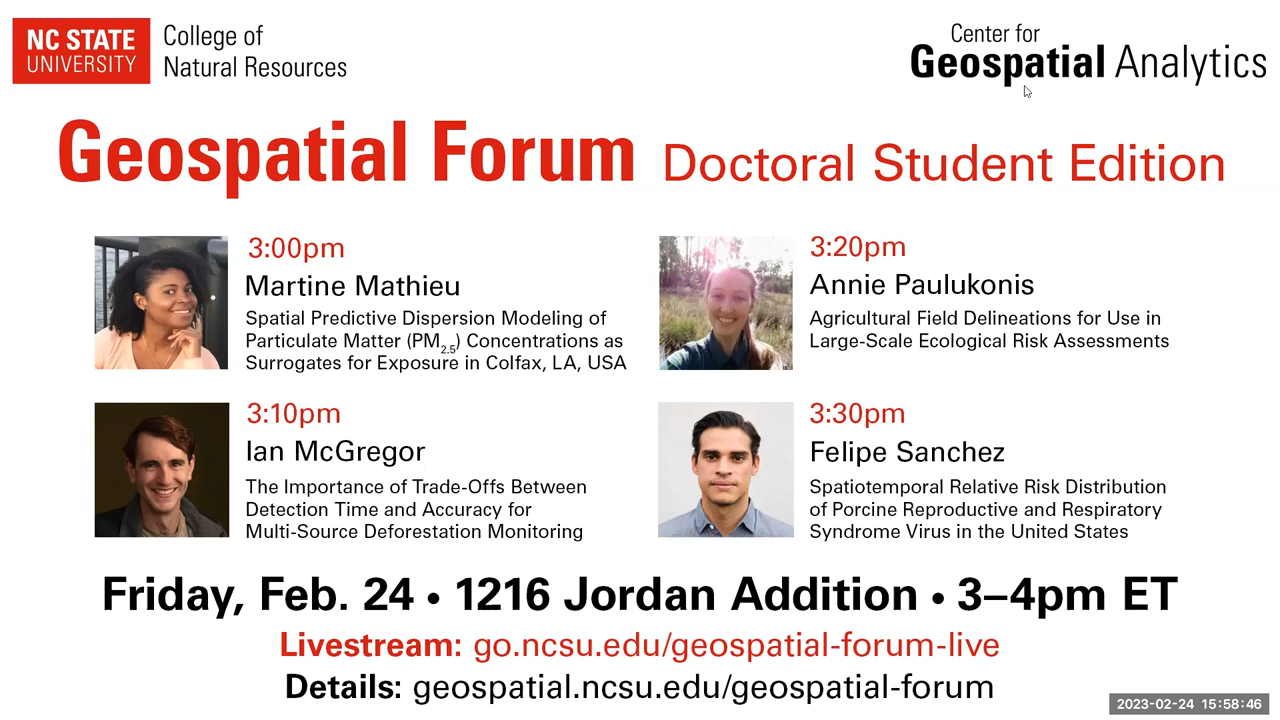 NC STATE
UNIVERSITY
College of
Natural Resources
Center for
Geospatial Analytics
Geospatial Forum Doctoral Student Edition
3:00pm
Martine Mathieu
Spatial Predictive Dispersion Modeling of
Particulate Matter (PM2.5) Concentrations as
Surrogates for Exposure in Colfax, LA, USA
3:10pm
Ian McGregor
The Importance of Trade-Offs Between
Detection Time and Accuracy for
Multi-Source Deforestation Monitoring
3:20pm
Annie Paulukonis
Agricultural Field Delineations for Use in
Large-Scale Ecological Risk Assessments
3:30pm
Felipe Sanchez
Spatiotemporal Relative Risk Distribution
of Porcine Reproductive and Respiratory
Syndrome Virus in the United States
Friday, Feb. 24 • 1216 Jordan Addition • 3–4pm ET
Livestream: go.ncsu.edu/geospatial-forum-live
Details: geospatial.ncsu.edu/geospatial-forum
2023-02-24 15:58:46